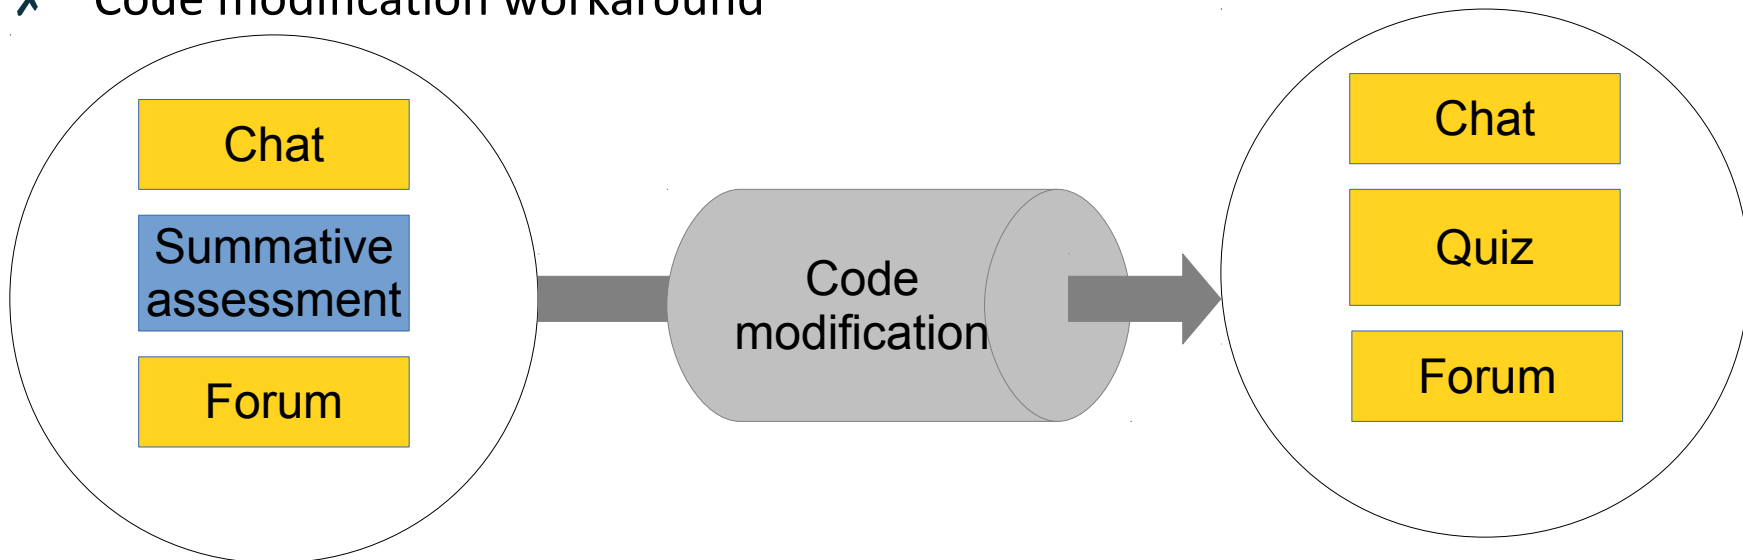 ✗ Code modification workaround
Chat
Summative
assessment
Forum
Code
modification
Chat
Quiz
Forum